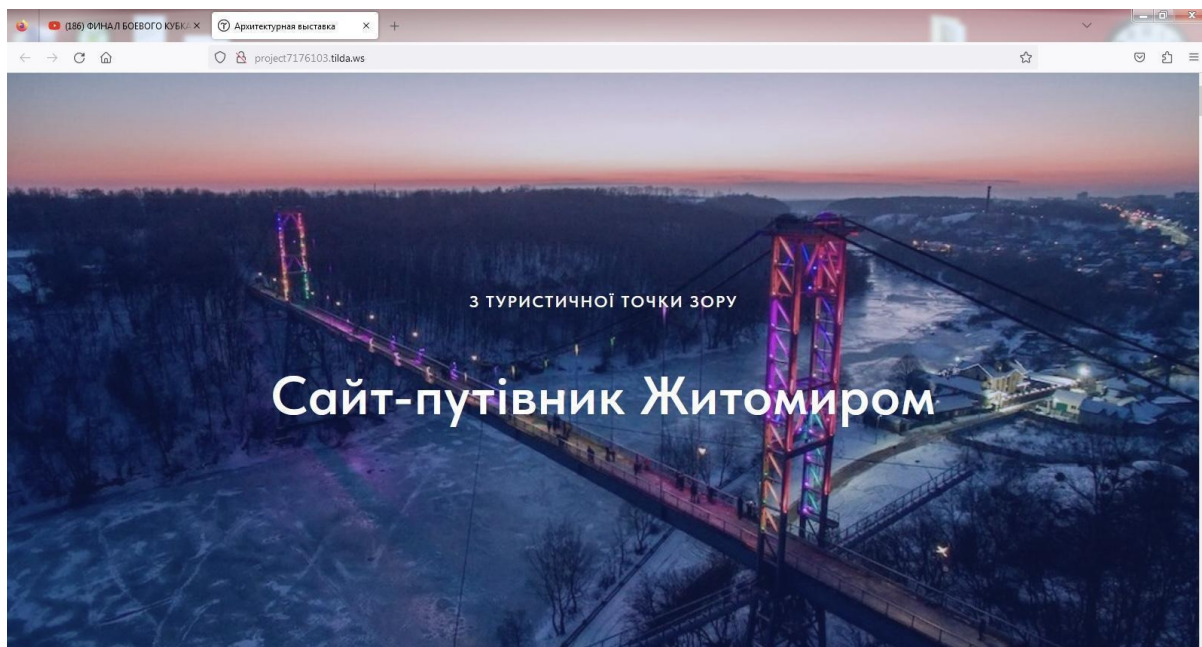 (186) ФИНАЛ БОЕВОГО КУБКА
Архитектурная выставка
project7176103.tilda.ws
З ТУРИСТИЧНОЇ ТОЧКИ ЗОРУ
Сайт-путівник Житомиром